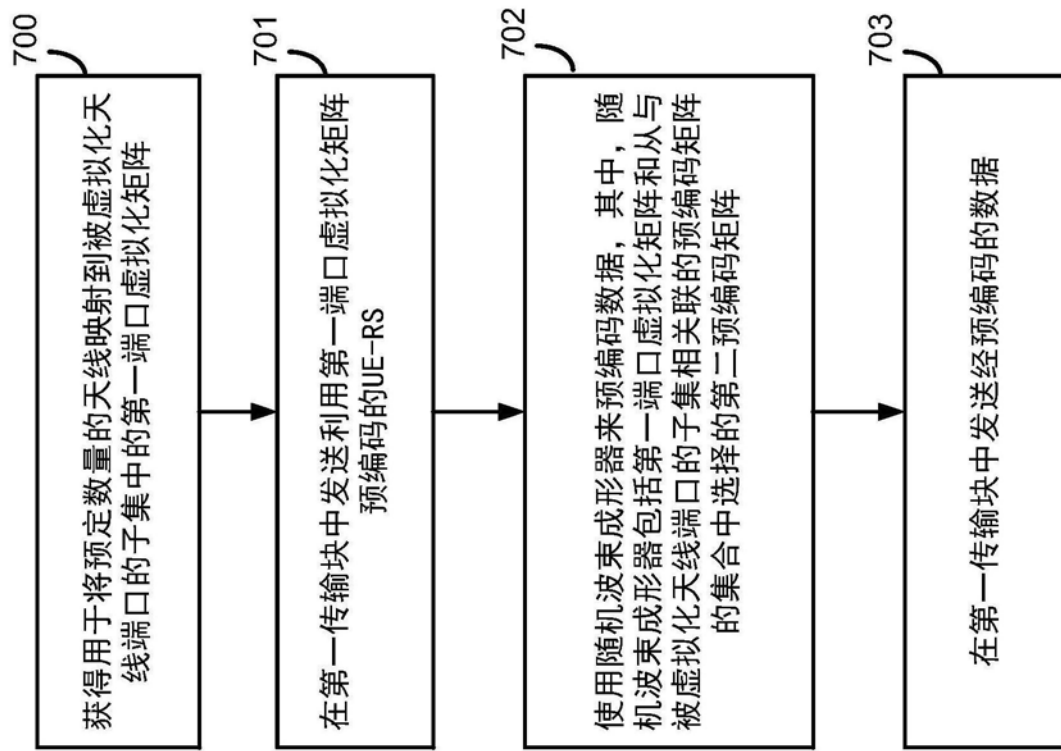 700
获得用于将预定数量的天线映射到被虚拟化天
线端口的子集中的第一端口虚拟化矩阵
701
在第一传输块中发送利用第一端口虚拟化矩阵
预编码的UE-RS
702
使用随机波束成形器来预编码数据，其中，随
机波束成形器包括第一端口虚拟化矩阵和从与
被虚拟化天线端口的子集相关联的预编码矩阵
的集合中选择的第二预编码矩阵
703
在第一传输块中发送经预编码的数据